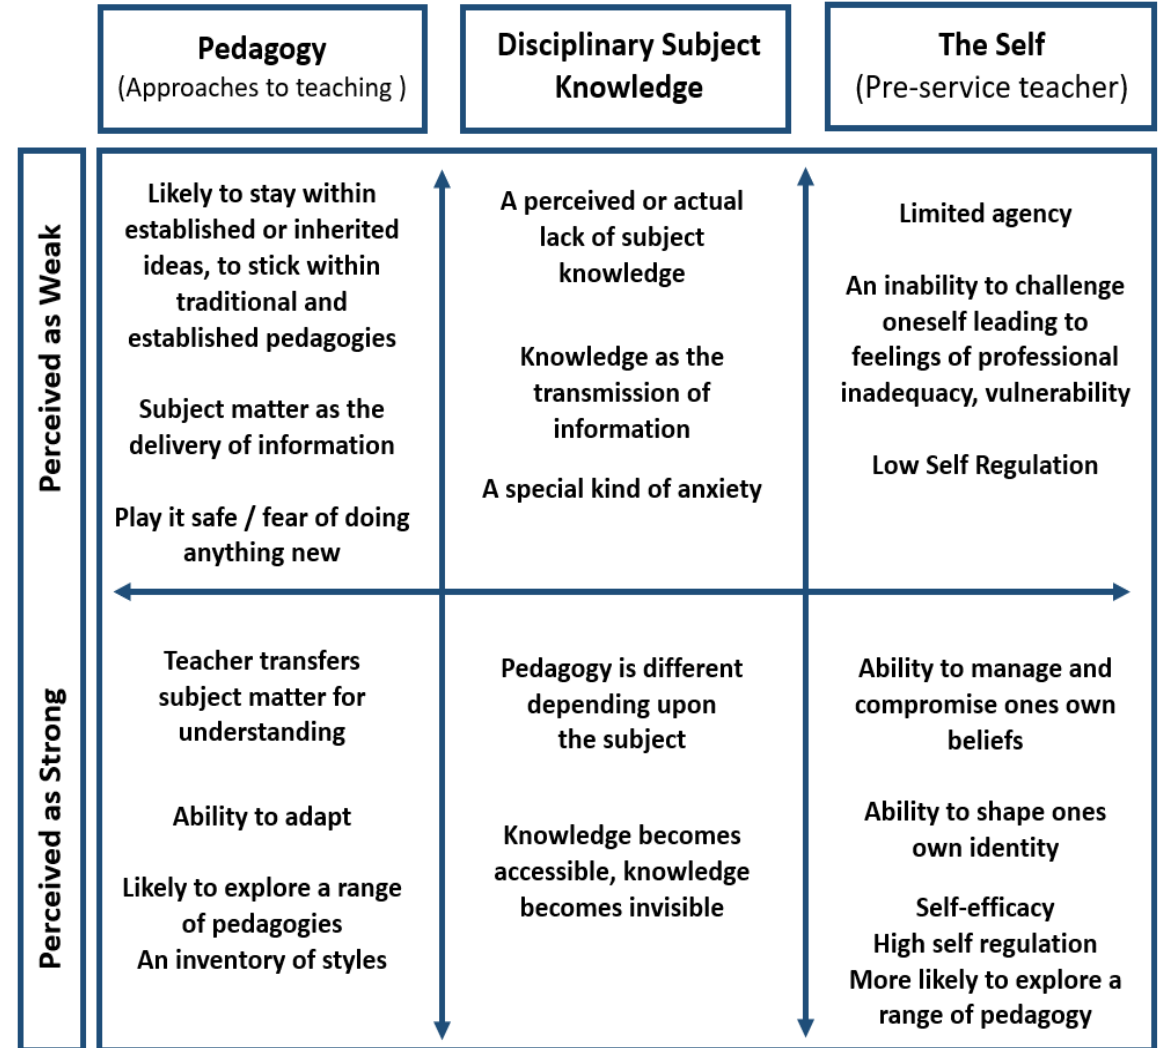 Pedagogy
(Approaches to teaching )
Disciplinary Subject
Knowledge
The Self
(Pre-service teacher)
Perceived as Weak
Likely to stay within
established or inherited
ideas, to stick within
traditional and
established pedagogies
Subject matter as the
delivery of information
Play it safe / fear of doing
anything new
A perceived or actual
lack of subject
knowledge
Knowledge as the
transmission of
information
A special kind of anxiety
Limited agency
An inability to challenge
oneself leading to
feelings of professional
inadequacy, vulnerability
Low Self Regulation
Perceived as Strong
Teacher transfers
subject matter for
understanding
Ability to adapt
Likely to explore a range
of pedagogies
An inventory of styles
Pedagogy is different
depending upon
the subject
Knowledge becomes
accessible, knowledge
becomes invisible
Ability to manage and
compromise ones own
beliefs
Ability to shape ones
own identity
Self-efficacy
High self regulation
More likely to explore a
range of pedagogy